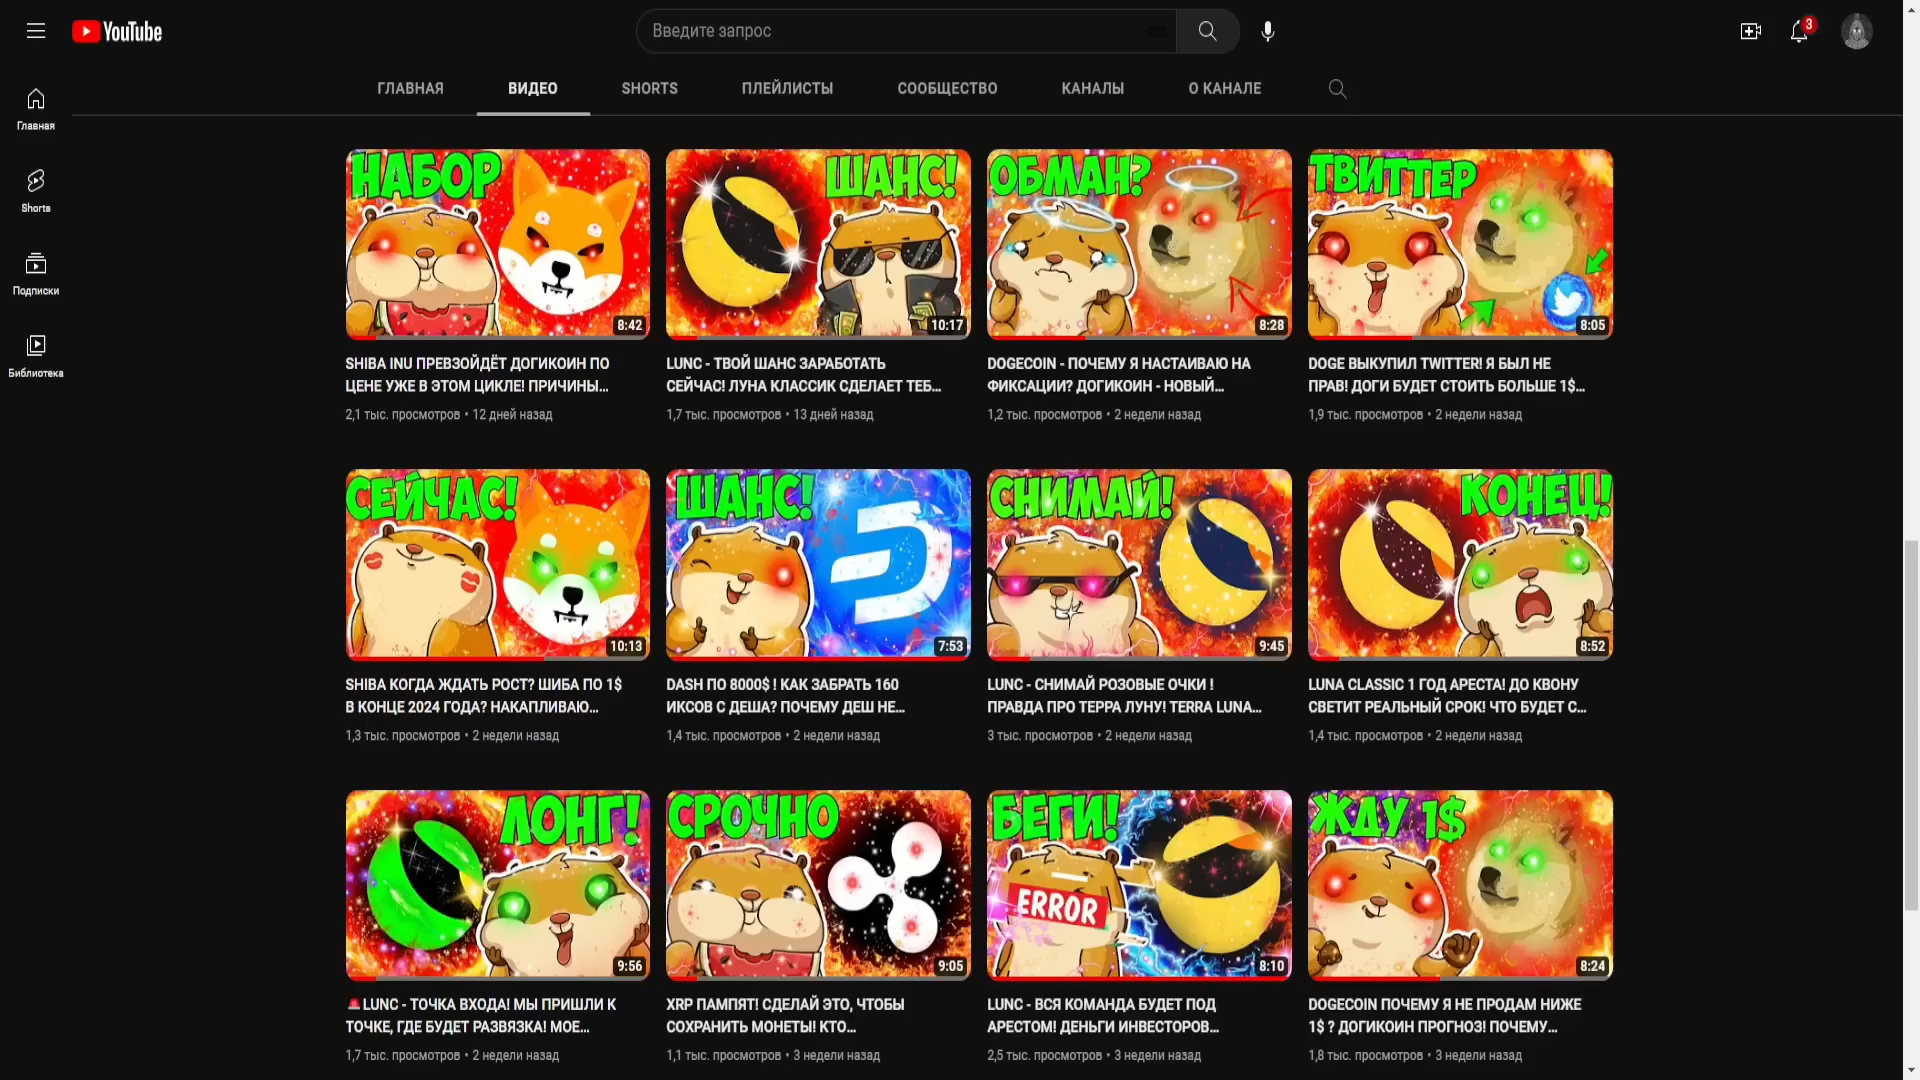 YouTube
Введите запрос
3
ГЛАВНАЯ ВИДЕО SHORTS ПЛЕЙЛИСТЫ СООБЩЕСТВО КАНАЛЫ О КАНАЛЕ
Главная
Shorts
Подписки
Библиотека
НАБОР
8:42
SHIBA INU ПРЕВЗОЙДЁТ ДОГИКОИН ПО
ЦЕНЕ УЖЕ В ЭТОМ ЦИКЛЕ! ПРИЧИНЫ...
2,1 тыс. просмотров • 12 дней назад
ШАНС!
10:17
LUNC - ТВОЙ ШАНС ЗАРАБОТАТЬ
СЕЙЧАС! ЛУНА КЛАССИК СДЕЛАЕТ ТЕБ...
1,7 тыс. просмотров • 13 дней назад
ОБМАН?
8:28
DOGECOIN - ПОЧЕМУ Я НАСТАИВАЮ НА
ФИКСАЦИИ? ДОГИКОИН - НОВЫЙ...
1,2 тыс. просмотров • 2 недели назад
ТВИТТЕР
8:05
DOGE ВЫКУПИЛ TWITTER! Я БЫЛ НЕ
ПРАВ! ДОГИ БУДЕТ СТОИТЬ БОЛЬШЕ 1$...
1,9 тыс. просмотров • 2 недели назад
СЕЙЧАС!
10:13
SHIBA КОГДА ЖДАТЬ РОСТ? ШИБА ПО 1$
В КОНЦЕ 2024 ГОДА? НАКАПЛИВАЮ...
1,3 тыс. просмотров • 2 недели назад
ШАНС!
7:53
DASH ПО 8000$ ! КАК ЗАБРАТЬ 160
ИКСОВ С ДЕША? ПОЧЕМУ ДЕШ НЕ...
1,4 тыс. просмотров • 2 недели назад
СНИМАЙ!
9:45
LUNC - СНИМАЙ РОЗОВЫЕ ОЧКИ !
ПРАВДА ПРО ТЕРРА ЛУНУ! TERRA LUNA...
3 тыс. просмотров • 2 недели назад
КОНЕЦ!
8:52
LUNA CLASSIC 1 ГОД АРЕСТА! ДО КВОНУ
СВЕТИТ РЕАЛЬНЫЙ СРОК! ЧТО БУДЕТ С...
1,4 тыс. просмотров • 2 недели назад
ЛОНГ!
9:56
🚨LUNC - ТОЧКА ВХОДА! МЫ ПРИШЛИ К
ТОЧКЕ, ГДЕ БУДЕТ РАЗВЯЗКА! МОЕ...
1,7 тыс. просмотров • 2 недели назад
СРОЧНО
9:05
XRP ПАМПЯТ! СДЕЛАЙ ЭТО, ЧТОБЫ
СОХРАНИТЬ МОНЕТЫ! КТО...
1,1 тыс. просмотров • 3 недели назад
БЕГИ!
ERROR
8:10
LUNC - ВСЯ КОМАНДА БУДЕТ ПОД
АРЕСТОМ! ДЕНЬГИ ИНВЕСТОРОВ...
2,5 тыс. просмотров • 3 недели назад
ЖДУ 1$
8:24
DOGECOIN ПОЧЕМУ Я НЕ ПРОДАМ НИЖЕ
1$ ? ДОГИКОИН ПРОГНОЗ! ПОЧЕМУ...
1,8 тыс. просмотров • 3 недели назад